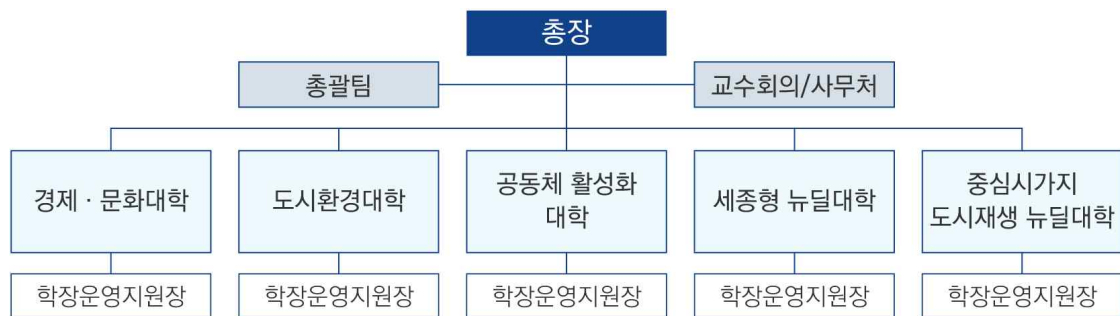 총장
총괄팀
교수회의/사무처
경제 · 문화대학
도시환경대학
공동체 활성화
대학
세종형 뉴딜대학
중심시가지
도시재생 뉴딜대학
학장운영지원장
학장운영지원장
학장운영지원장
학장운영지원장
학장운영지원장